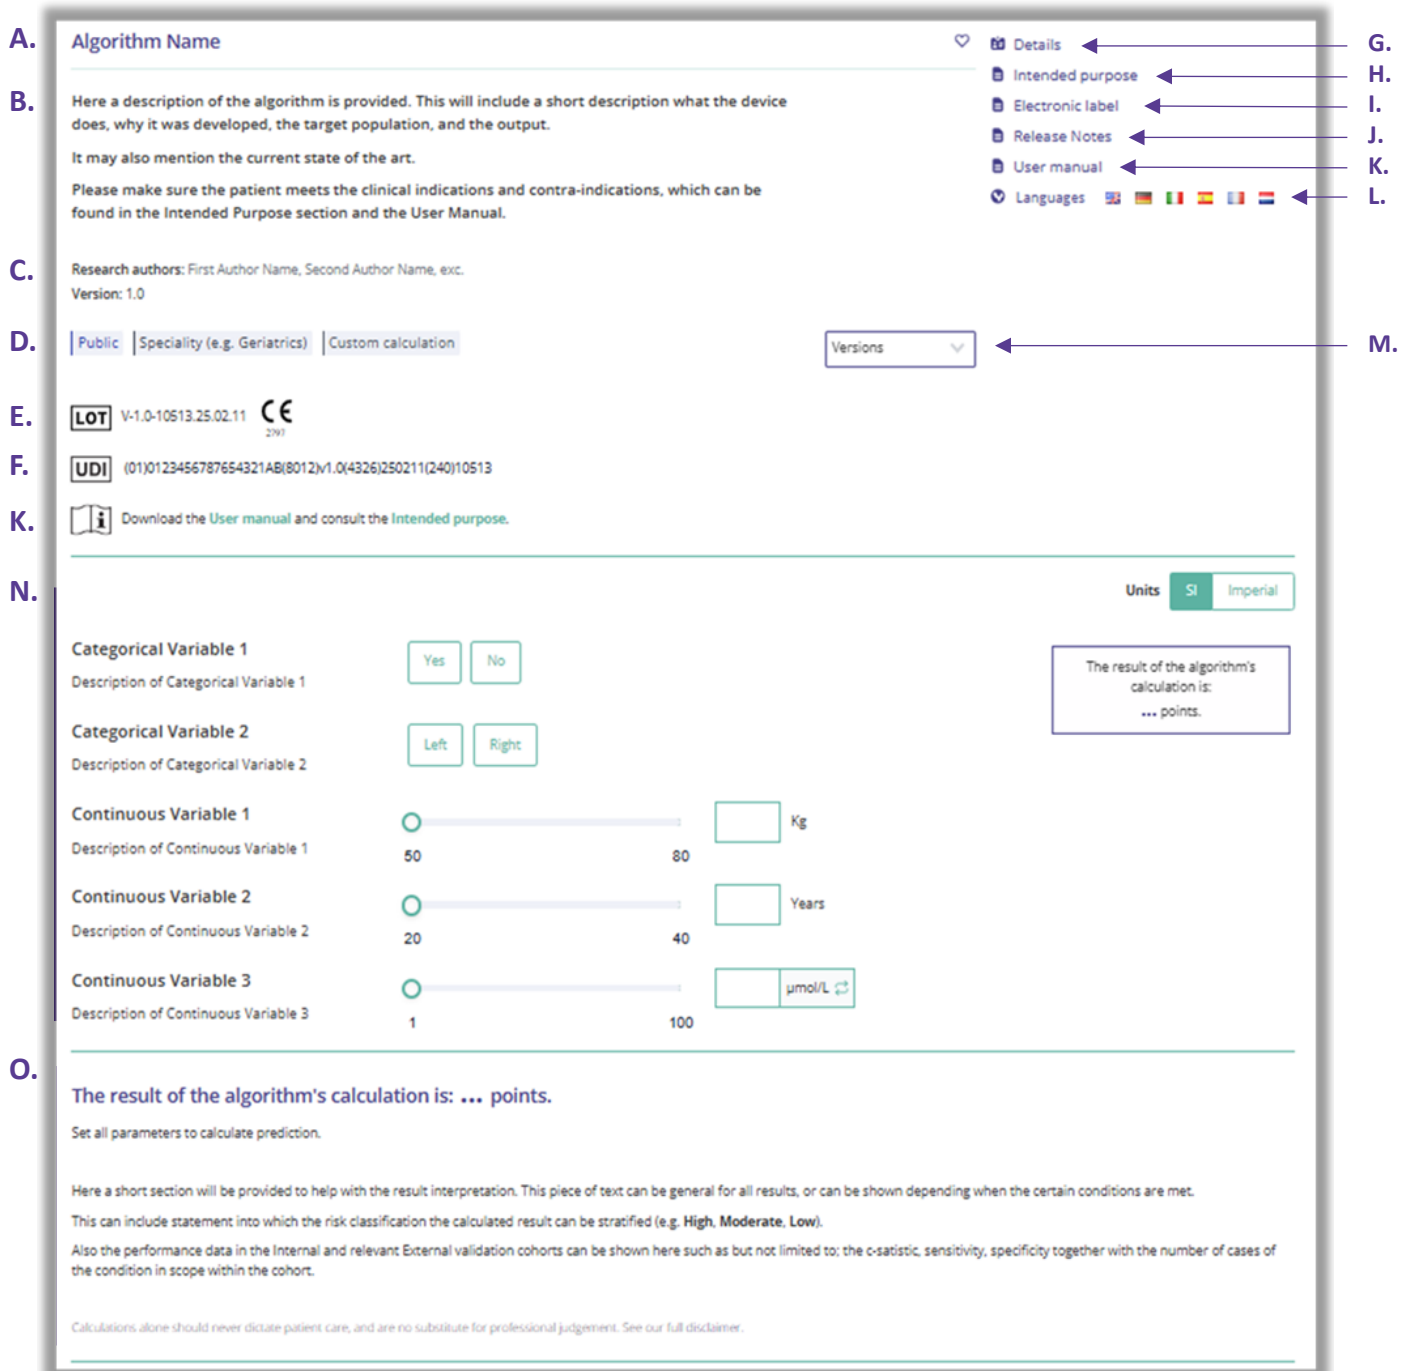 A.
Algorithm Name
Details
G.
Intended purpose
H.
B.
Here a description of the algorithm is provided. This will include a short description what the device
does, why it was developed, the target population, and the output.
Electronic label
I.
It may also mention the current state of the art.
Release Notes
J.
Please make sure the patient meets the clinical indications and contra-indications, which can be
found in the Intended Purpose section and the User Manual.
User manual
K.
Languages
L.
C.
Research authors: First Author Name, Second Author Name, exc.
Version: 1.0
D.
Public Speciality (e.g. Geriatrics) Custom calculation
Versions
M.
E.
LOT V-1.0-10513.25.02.11 CE
2797
F.
UDI (01)0123456787654321AB(8012)v1.0(4326)250211(240)10513
K.
i Download the User manual and consult the Intended purpose.
N.
Units SI Imperial
Categorical Variable 1
Description of Categorical Variable 1
Yes No
The result of the algorithm's
calculation is:
... points.
Categorical Variable 2
Description of Categorical Variable 2
Left Right
Continuous Variable 1
Description of Continuous Variable 1
50 80
Kg
Continuous Variable 2
Description of Continuous Variable 2
20 40
Years
Continuous Variable 3
Description of Continuous Variable 3
1 100
μmol/L
O.
The result of the algorithm's calculation is: ... points.
Set all parameters to calculate prediction.
Here a short section will be provided to help with the result interpretation. This piece of text can be general for all results, or can be shown depending when the certain conditions are met.
This can include statement into which the risk classification the calculated result can be stratified (e.g. High, Moderate, Low).
Also the performance data in the Internal and relevant External validation cohorts can be shown here such as but not limited to; the c-satistic, sensitivity, specificity together with the number of cases of
the condition in scope within the cohort.
Calculations alone should never dictate patient care, and are no substitute for professional judgement. See our full disclaimer.